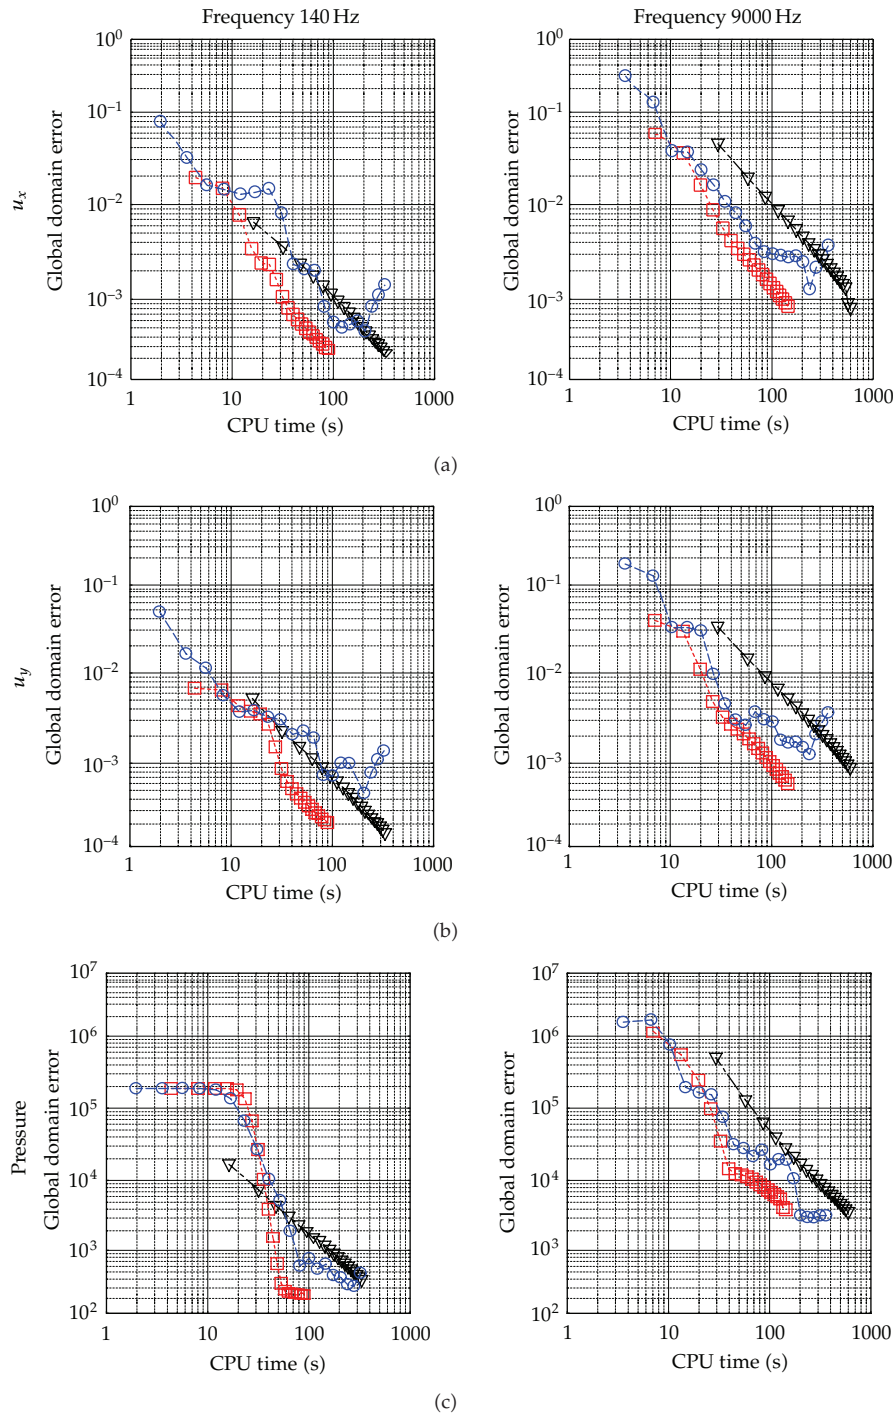 Frequency 140 Hz
Frequency 9000 Hz
u_x
Global domain error
10^0
10^−1
10^−2
10^−3
10^−4
1 10 100 1000
CPU time (s)
Global domain error
10^0
10^−1
10^−2
10^−3
10^−4
1 10 100 1000
CPU time (s)
(a)
u_y
Global domain error
10^0
10^−1
10^−2
10^−3
10^−4
1 10 100 1000
CPU time (s)
Global domain error
10^0
10^−1
10^−2
10^−3
10^−4
1 10 100 1000
CPU time (s)
(b)
Pressure
Global domain error
10^7
10^6
10^5
10^4
10^3
10^2
1 10 100 1000
CPU time (s)
Global domain error
10^7
10^6
10^5
10^4
10^3
10^2
1 10 100 1000
CPU time (s)
(c)